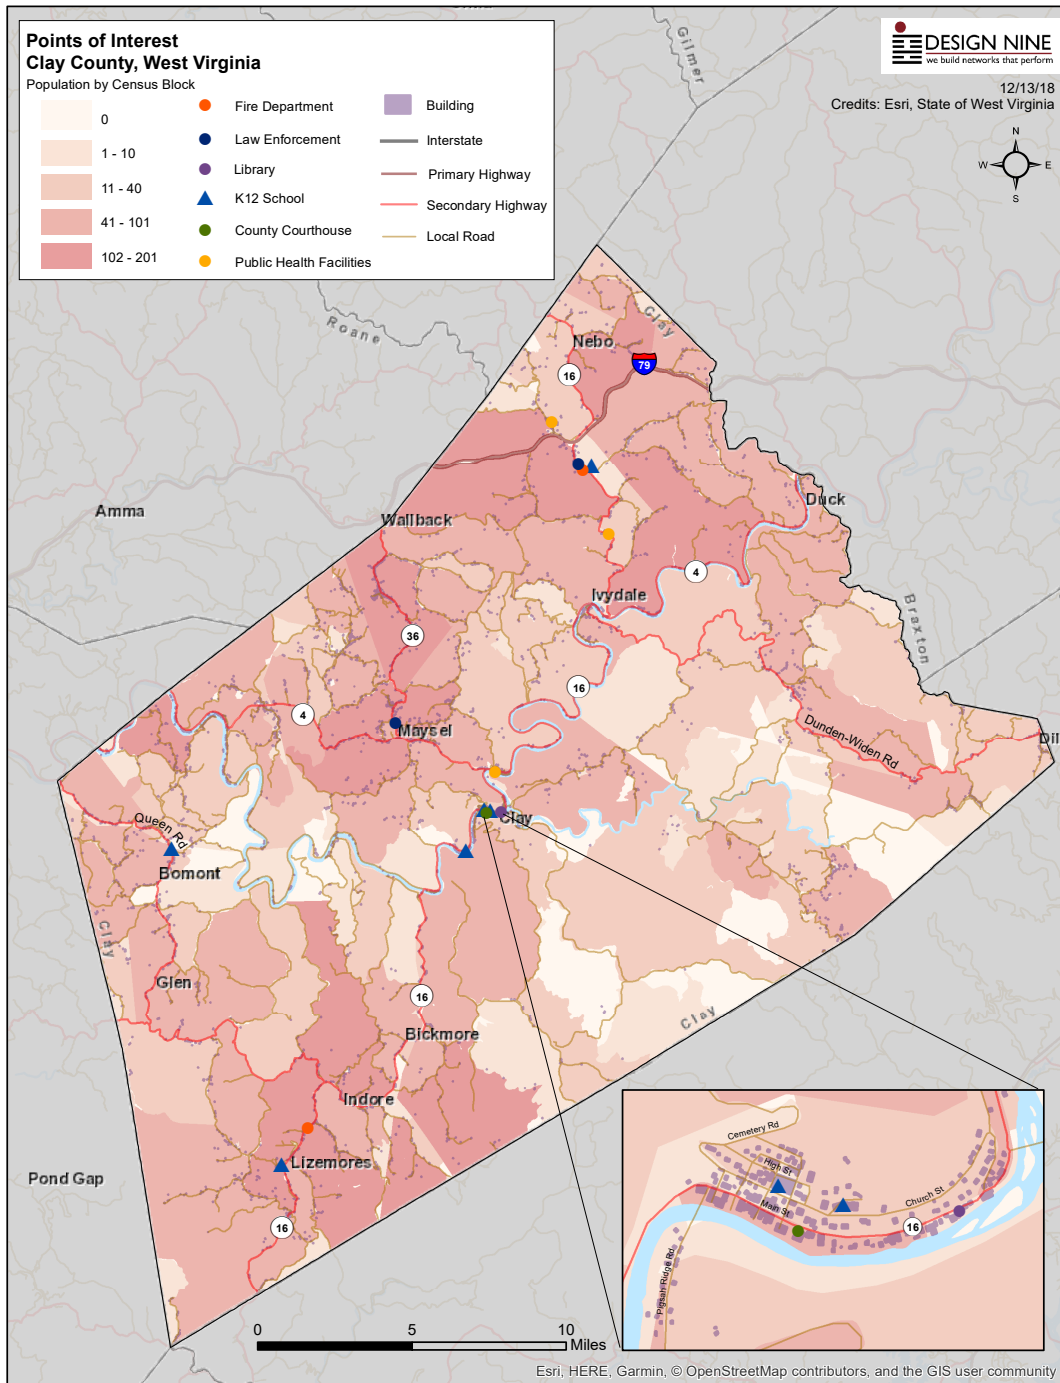 Points of Interest
Clay County, West Virginia
Population by Census Block
0
1 - 10
11 - 40
41 - 101
102 - 201
Fire Department
Law Enforcement
Library
K12 School
County Courthouse
Public Health Facilities
Building
Interstate
Primary Highway
Secondary Highway
Local Road
DESIGN NINE
we build networks that perform
12/13/18
Credits: Esri, State of West Virginia
N
W
E
S
Gilmer
Roane
Clay
Nebo
79
16
Amma
Wallback
Duck
4
Ivydale
Braxton
36
16
4
Maysel
Dunden-Widen Rd
Dil
Clay
Queen Rd
Bomont
Clay
Glen
16
Bickmore
Clay
Indore
Lizemores
Pond Gap
16
Cemetery Rd
High St
Main St
Church St
16
Pigsah Ridge Rd
0
5
10
Miles
Esri, HERE, Garmin, © OpenStreetMap contributors, and the GIS user community